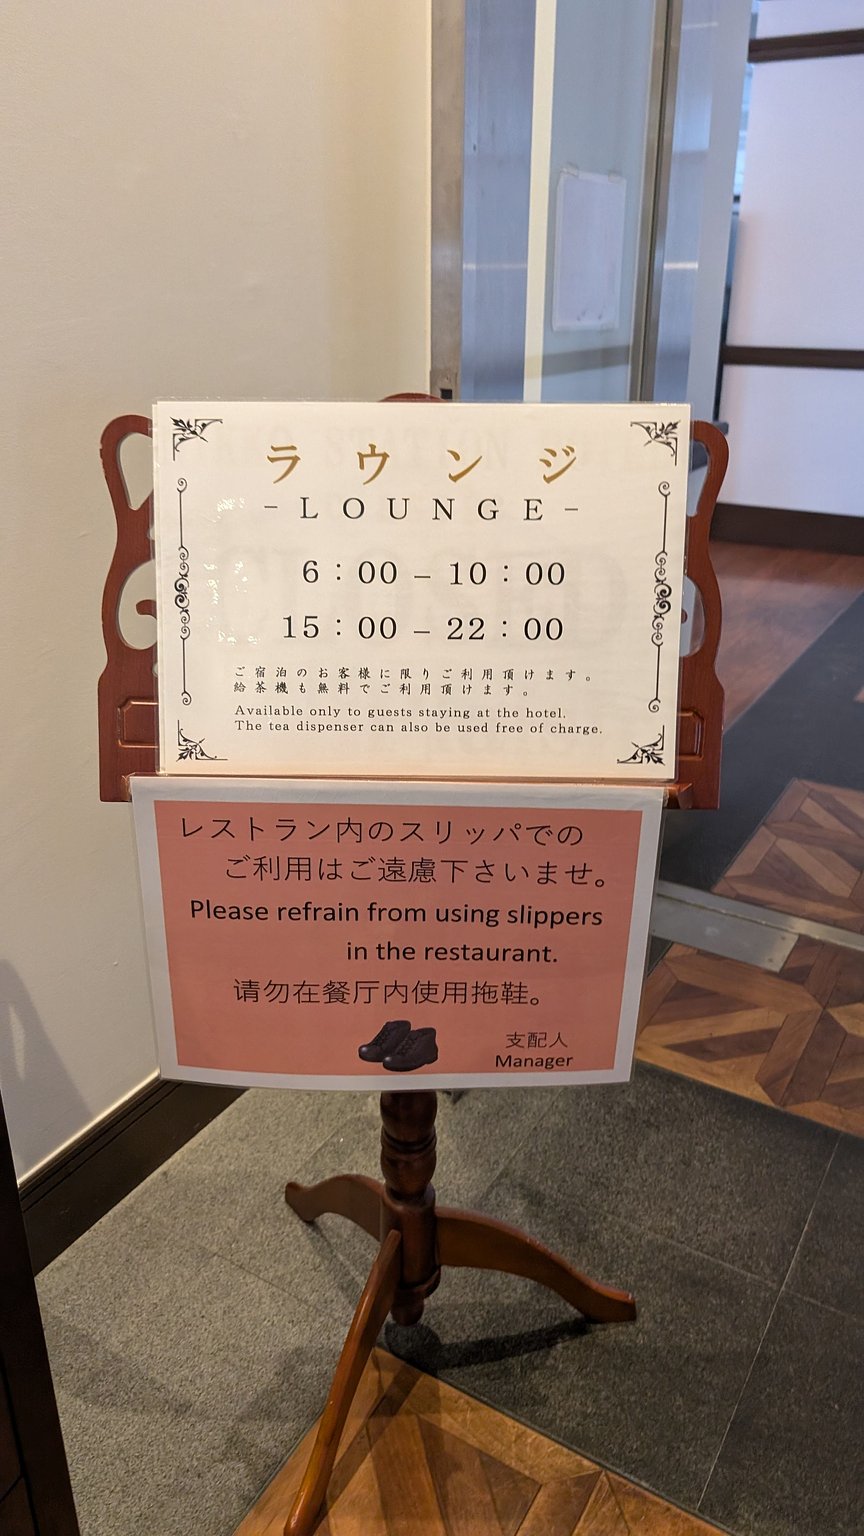 ラウンジ
-LOUNGE-
6：00 – 10：00
15：00 – 22：00
ご宿泊のお客様に限りご利用頂けます。
給茶機も無料でご利用頂けます。
Available only to guests staying at the hotel.
The tea dispenser can also be used free of charge.
レストラン内のスリッパでの
ご利用はご遠慮下さいませ。
Please refrain from using slippers
in the restaurant.
请勿在餐厅内使用拖鞋。
支配人
Manager